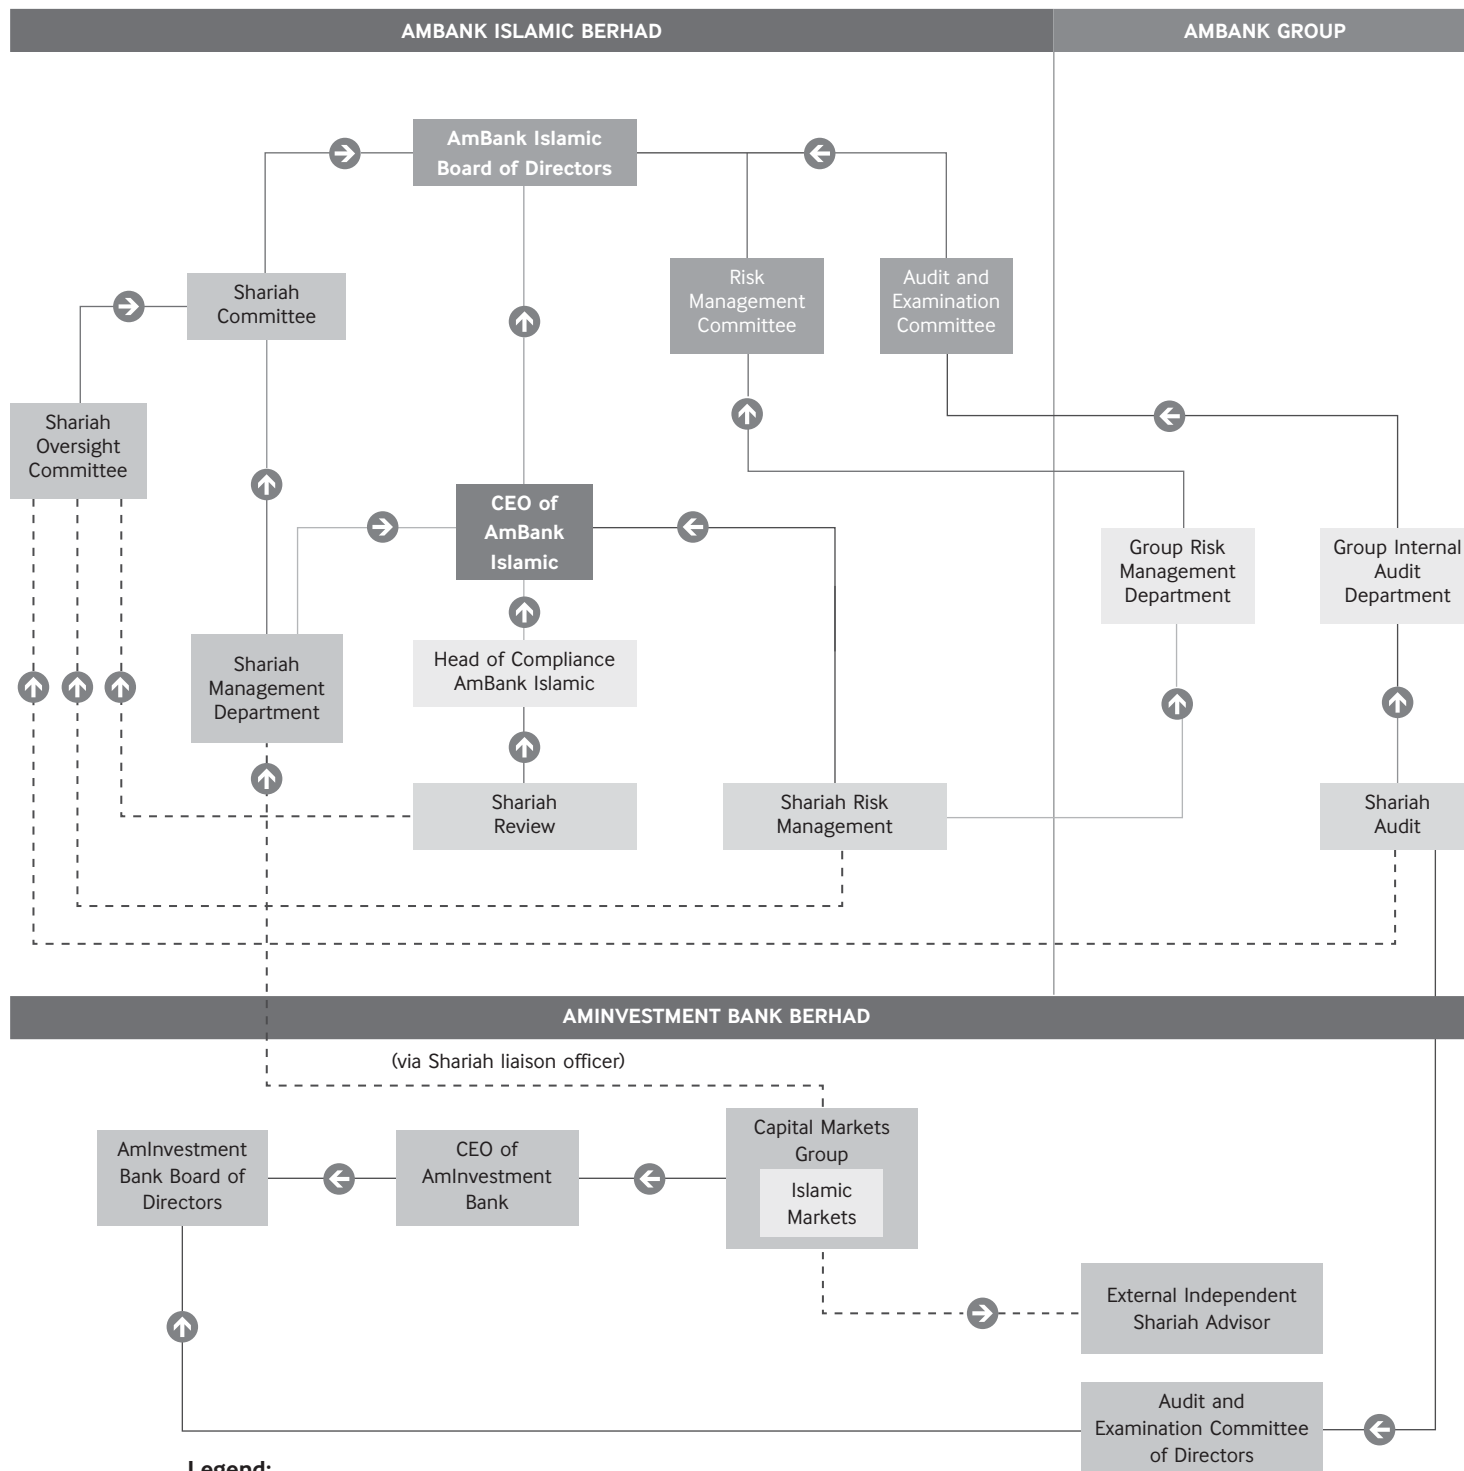 AMBANK ISLAMIC BERHAD
AMBANK GROUP
AmBank Islamic
Board of Directors
Shariah
Committee
Risk
Management
Committee
Audit and
Examination
Committee
Shariah
Oversight
Committee
CEO of
AmBank
Islamic
Group Risk
Management
Department
Group Internal
Audit
Department
Shariah
Management
Department
Head of Compliance
AmBank Islamic
Shariah
Review
Shariah Risk
Management
Shariah
Audit
AMINVESTMENT BANK BERHAD
(via Shariah liaison officer)
AmInvestment
Bank Board of
Directors
CEO of
AmInvestment
Bank
Capital Markets
Group
Islamic
Markets
External Independent
Shariah Advisor
Audit and
Examination Committee
of Directors
Legend: